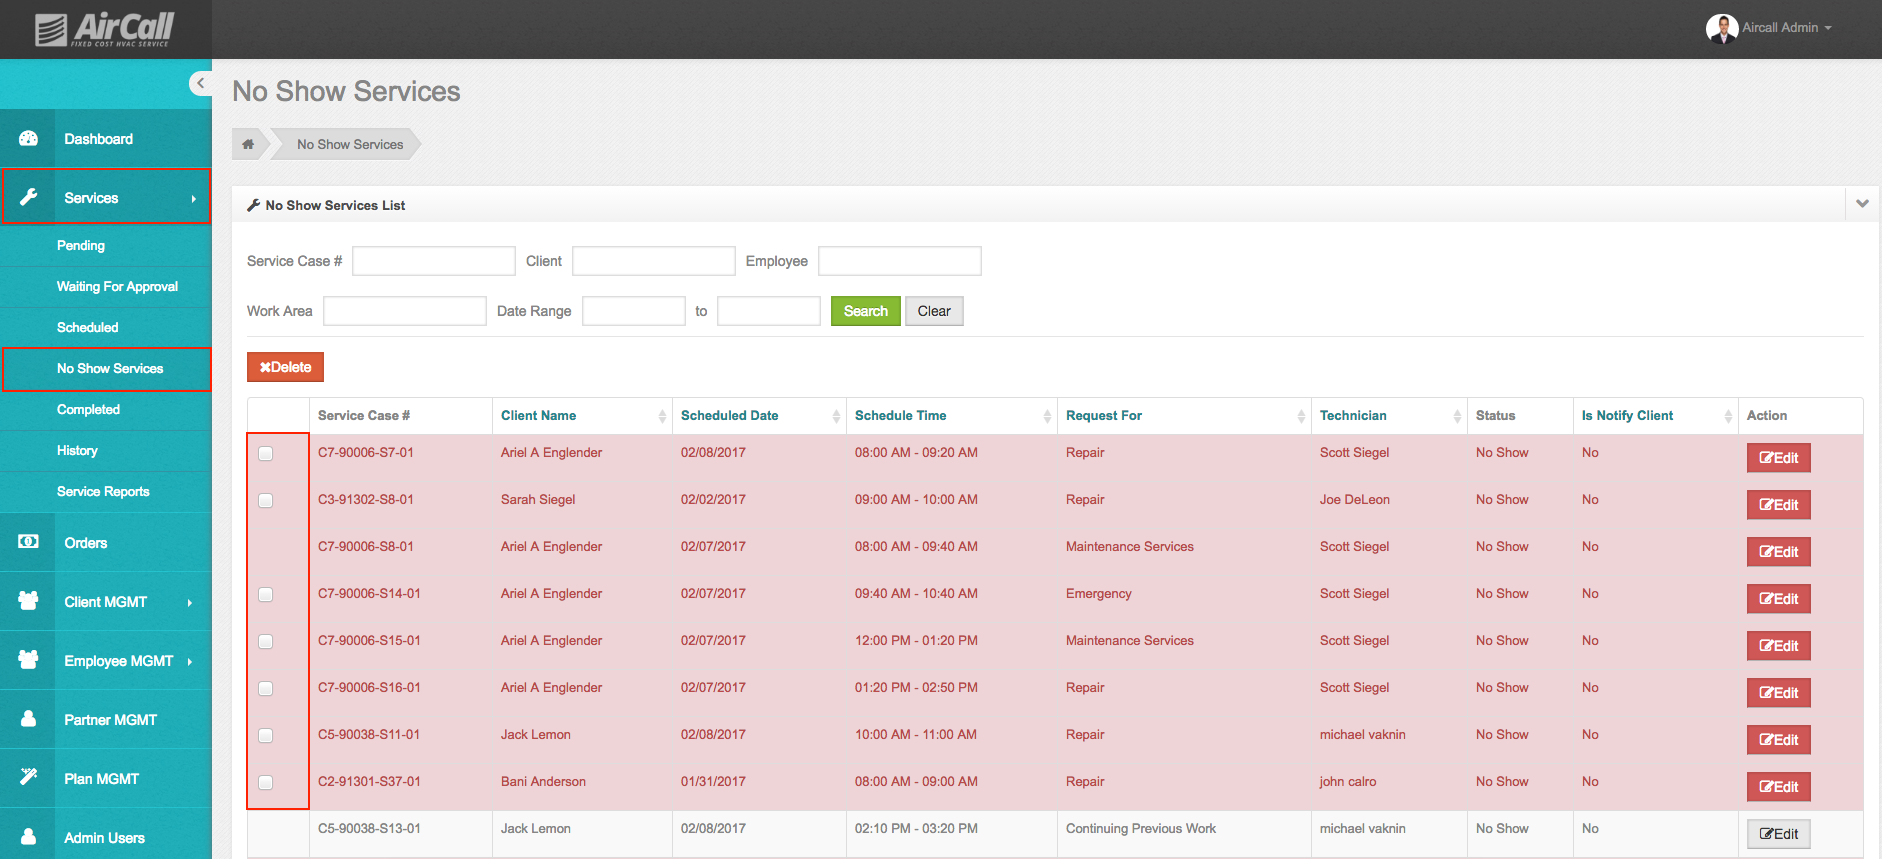 AirCall
FIXED COST HVAC SERVICE
Aircall Admin
No Show Services
No Show Services
Dashboard
Services
Pending
Waiting For Approval
Scheduled
No Show Services
Completed
History
Service Reports
Orders
Client MGMT
Employee MGMT
Partner MGMT
Plan MGMT
Admin Users
No Show Services List
Service Case # Client Employee
Work Area Date Range to Search Clear
Delete
Service Case # Client Name Scheduled Date Schedule Time Request For Technician Status Is Notify Client Action
C7-90006-S7-01 Ariel A Englender 02/08/2017 08:00 AM - 09:20 AM Repair Scott Siegel No Show No Edit
C3-91302-S8-01 Sarah Siegel 02/02/2017 09:00 AM - 10:00 AM Repair Joe DeLeon No Show No Edit
C7-90006-S8-01 Ariel A Englender 02/07/2017 08:00 AM - 09:40 AM Maintenance Services Scott Siegel No Show No Edit
C7-90006-S14-01 Ariel A Englender 02/07/2017 09:40 AM - 10:40 AM Emergency Scott Siegel No Show No Edit
C7-90006-S15-01 Ariel A Englender 02/07/2017 12:00 PM - 01:20 PM Maintenance Services Scott Siegel No Show No Edit
C7-90006-S16-01 Ariel A Englender 02/07/2017 01:20 PM - 02:50 PM Repair Scott Siegel No Show No Edit
C5-90038-S11-01 Jack Lemon 02/08/2017 10:00 AM - 11:00 AM Repair michael vaknin No Show No Edit
C2-91301-S37-01 Bani Anderson 01/31/2017 08:00 AM - 09:00 AM Repair john calro No Show No Edit
C5-90038-S13-01 Jack Lemon 02/08/2017 02:10 PM - 03:20 PM Continuing Previous Work michael vaknin No Show No Edit